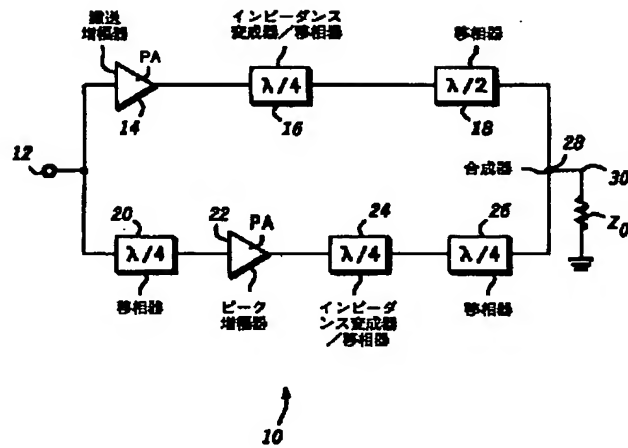 搬送
増幅器
PA
14
インピーダンス
変成器/移相器
λ/4
16
移相器
λ/2
18
12
合成器
28
30
Z0
20
λ/4
移相器
22
PA
ピーク
増幅器
24
λ/4
インピーダ
ンス変成器
/移相器
26
λ/4
移相器
10